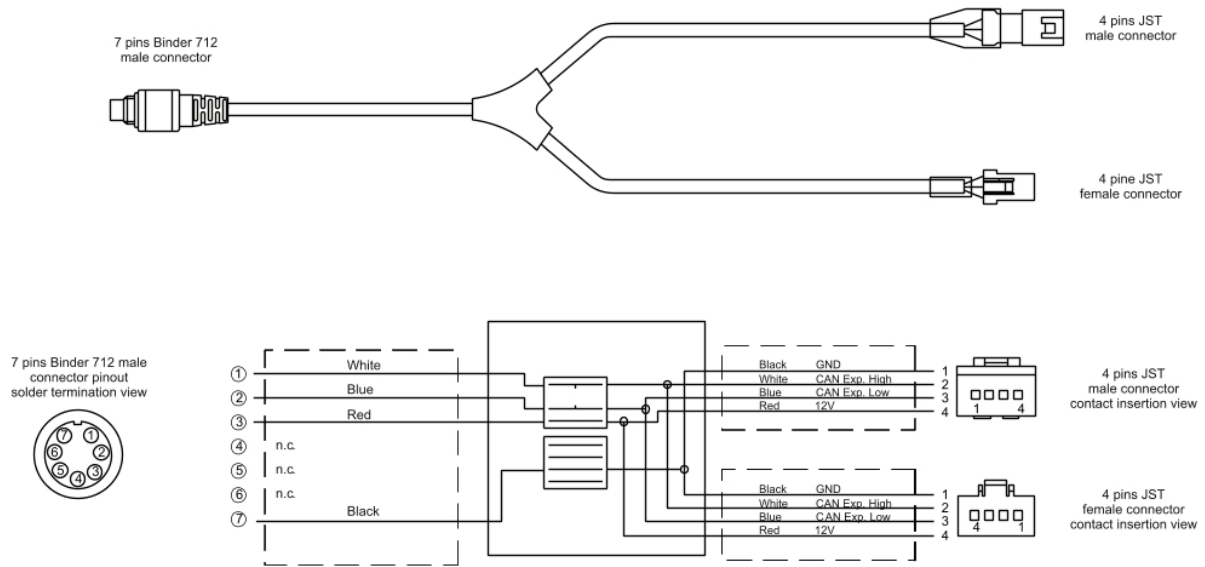 7 pins Binder 712
male connector
4 pins JST
male connector
4 pine JST
female connector
7 pins Binder 712 male
connector pinout
solder termination view
7 1
6 2
5 4 3
1 White
2 Blue
3 Red
4 n.c.
5 n.c.
6 n.c.
7 Black
Black GND 1
White CAN Exp. High 2
Blue CAN Exp. Low 3
Red 12V 4
1 4
4 pins JST
male connector
contact insertion view
Black GND 1
White CAN Exp. High 2
Blue CAN Exp. Low 3
Red 12V 4
4 1
4 pins JST
female connector
contact insertion view